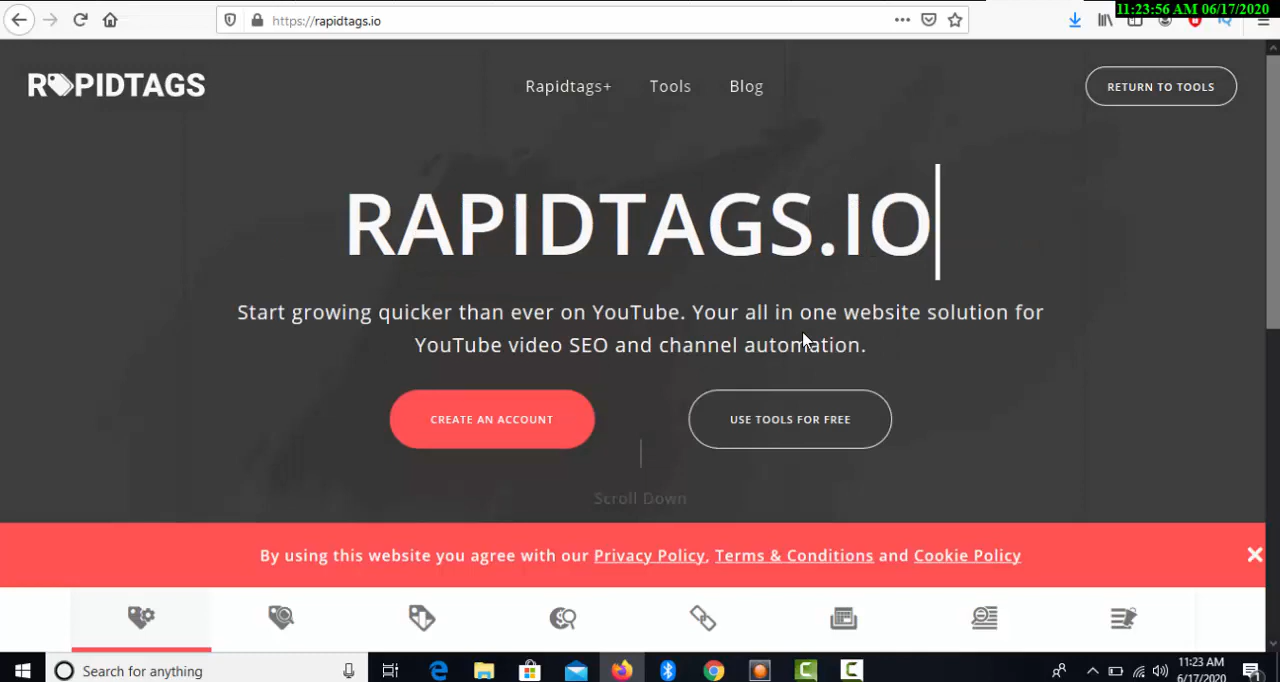 11:23:56 AM 06/17/2020
https://rapidtags.io
RAPIDTAGS
Rapidtags+
Tools
Blog
RETURN TO TOOLS
RAPIDTAGS.IO
Start growing quicker than ever on YouTube. Your all in one website solution for
YouTube video SEO and channel automation.
CREATE AN ACCOUNT
USE TOOLS FOR FREE
Scroll Down
By using this website you agree with our Privacy Policy, Terms & Conditions and Cookie Policy
Search for anything
11:23 AM
6/17/2020